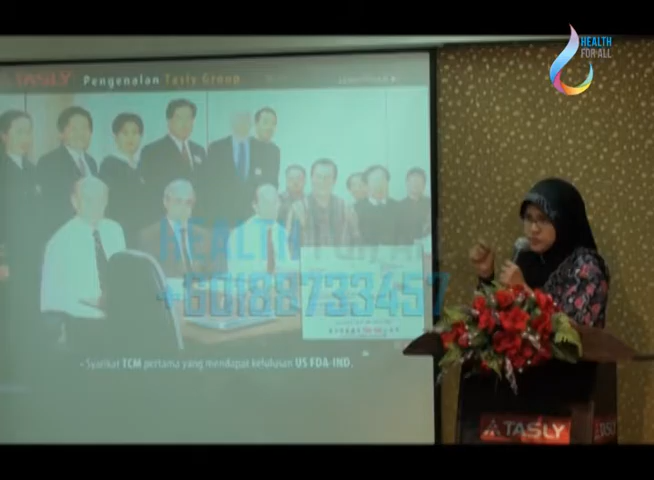 HEALTH
FOR ALL
TASLY Pengenalan Tasly Group
HEALTH FOR ALL
+60188733457
• Syarikat TCM pertama yang mendapat kelulusan US FDA-IND.
TASLY